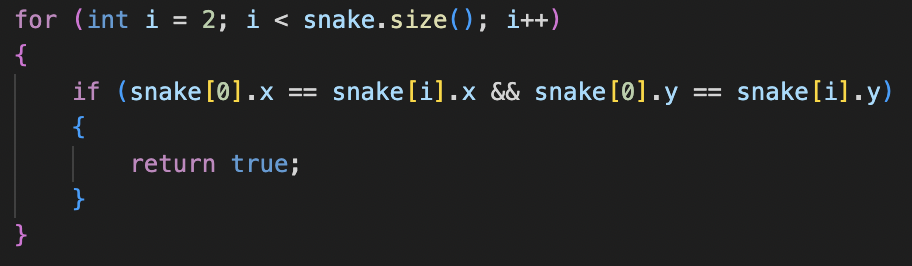 for (int i = 2; i < snake.size(); i++)
{
    if (snake[0].x == snake[i].x && snake[0].y == snake[i].y)
    {
        return true;
    }
}